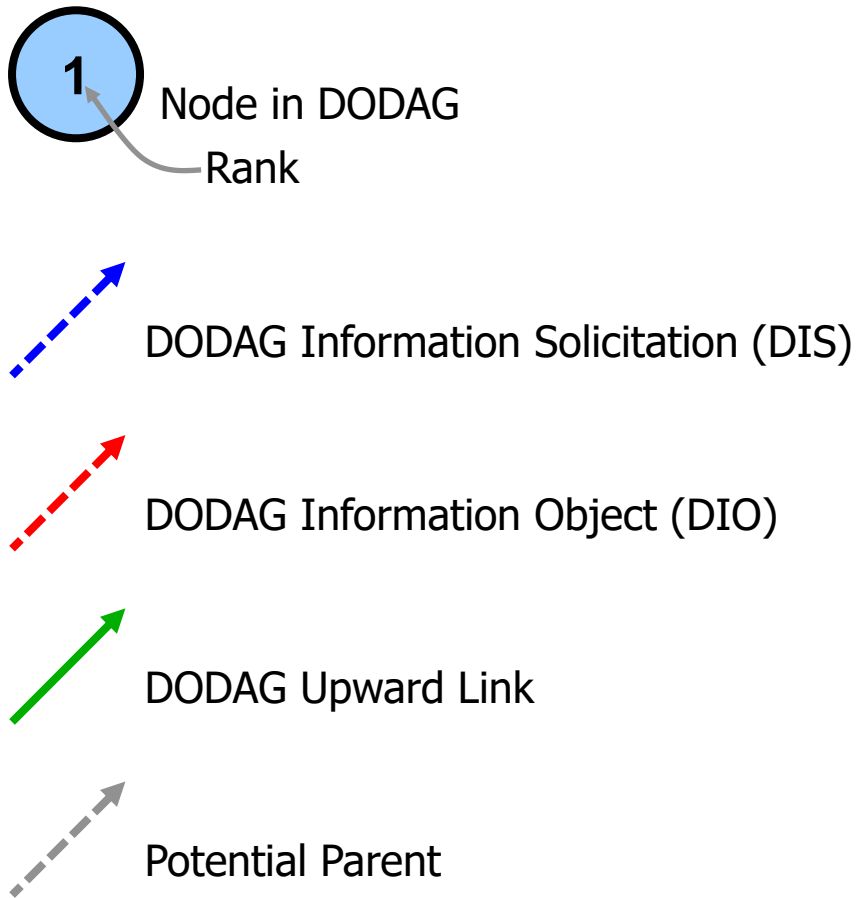 1
Node in DODAG
Rank
DODAG Information Solicitation (DIS)
DODAG Information Object (DIO)
DODAG Upward Link
Potential Parent